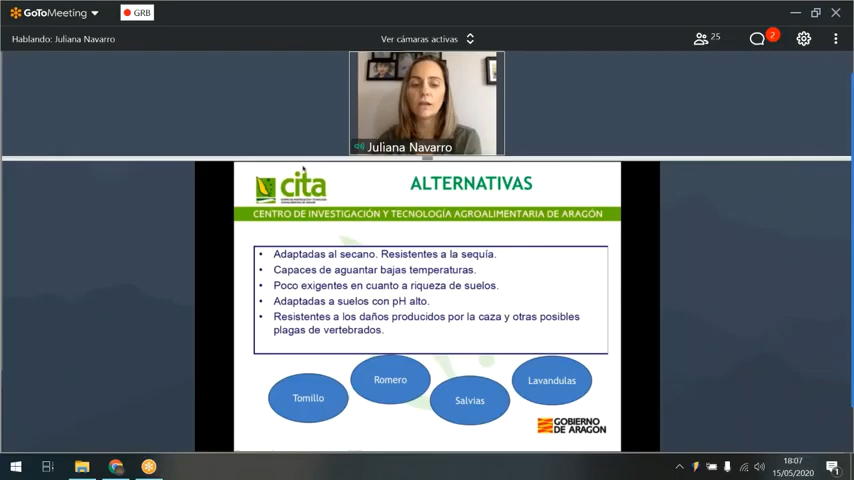 GoToMeeting
GRB
Hablando: Juliana Navarro
Ver cámaras activas
25
2
Juliana Navarro
cita
ALTERNATIVAS
CENTRO DE INVESTIGACIÓN Y TECNOLOGÍA AGROALIMENTARIA DE ARAGÓN
• Adaptadas al secano. Resistentes a la sequía.
• Capaces de aguantar bajas temperaturas.
• Poco exigentes en cuanto a riqueza de suelos.
• Adaptadas a suelos con pH alto.
• Resistentes a los daños producidos por la caza y otras posibles
plagas de vertebrados.
Tomillo
Romero
Salvias
Lavandulas
GOBIERNO
DE ARAGON
18:07
15/05/2020
1